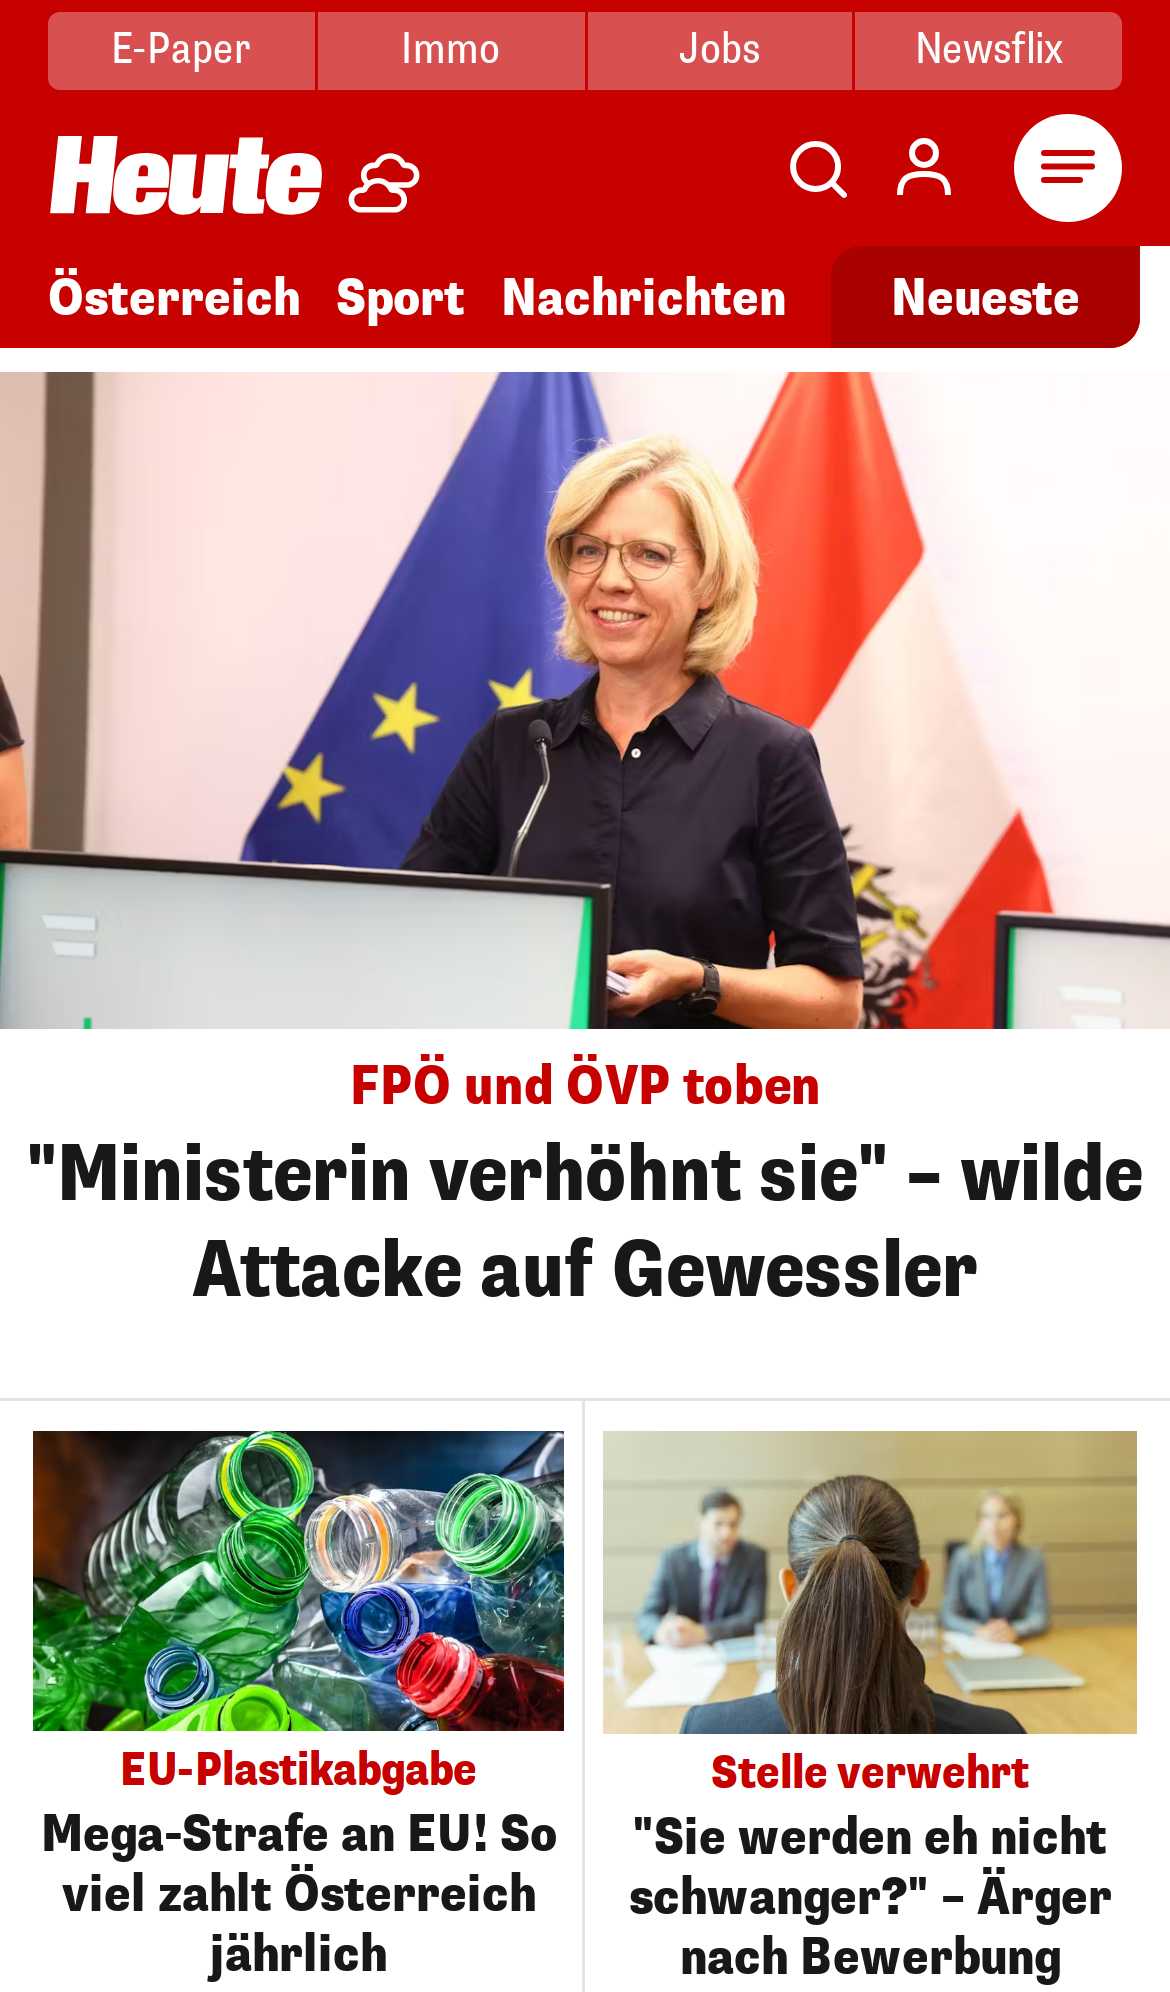 E-Paper
Immo
Jobs
Newsflix
Heute
Österreich
Sport
Nachrichten
Neueste
FPÖ und ÖVP toben
"Ministerin verhöhnt sie" – wilde
Attacke auf Gewessler
EU-Plastikabgabe
Mega-Strafe an EU! So
viel zahlt Österreich
jährlich
Stelle verwehrt
"Sie werden eh nicht
schwanger?" – Ärger
nach Bewerbung